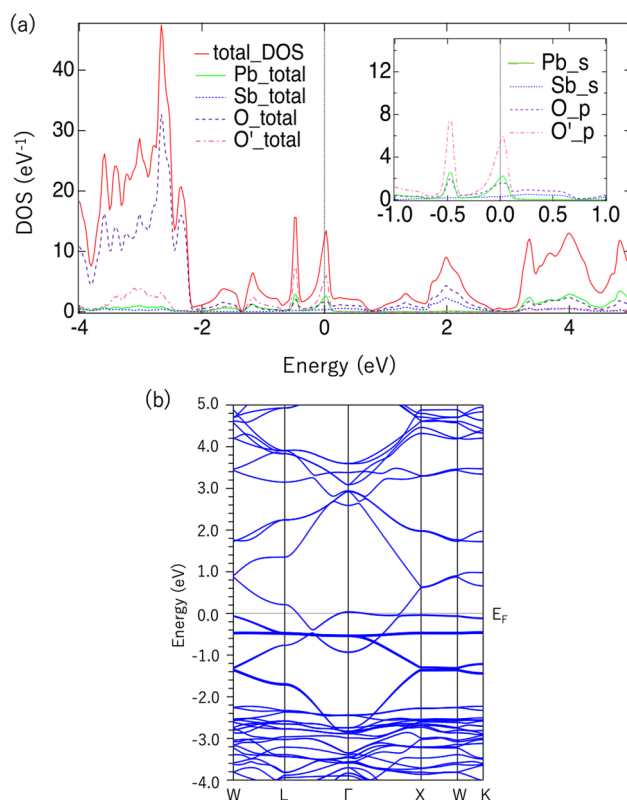 (a)
40
30
20
10
0
DOS (eV-1)
total_DOS
Pb_total
Sb_total
O_total
O'_total
12
8
4
0
-1.0 -0.5 0.0 0.5 1.0
Pb_s
Sb_s
O_p
O'_p
-4 -2 0 2 4
Energy (eV)
(b)
5.0
4.0
3.0
2.0
1.0
0.0
-1.0
-2.0
-3.0
-4.0
Energy (eV)
EF
W L Γ X W K